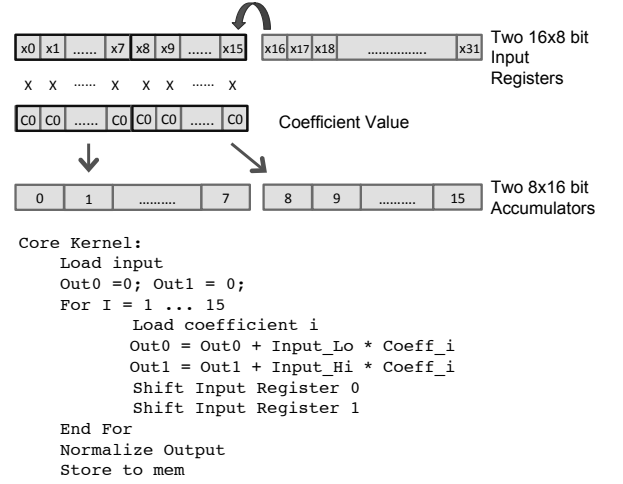 x0 x1 ...... x7 x8 x9 ...... x15 x16 x17 x18 ............... x31
Two 16x8 bit
Input
Registers
x x ...... x x x ...... x
C0 C0 ...... C0 C0 C0 ...... C0
Coefficient Value
0 1 .......... 7 8 9 .......... 15
Two 8x16 bit
Accumulators
Core Kernel:
Load input
Out0 =0; Out1 = 0;
For I = 1 ... 15
Load coefficient i
Out0 = Out0 + Input_Lo * Coeff_i
Out1 = Out1 + Input_Hi * Coeff_i
Shift Input Register 0
Shift Input Register 1
End For
Normalize Output
Store to mem